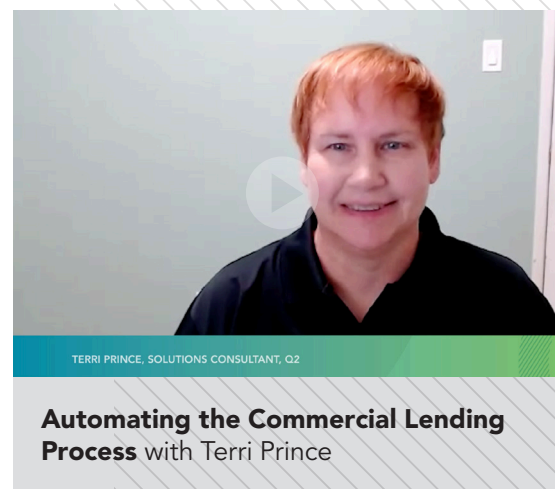 TERRI PRINCE, SOLUTIONS CONSULTANT, Q2
Automating the Commercial Lending
Process with Terri Prince